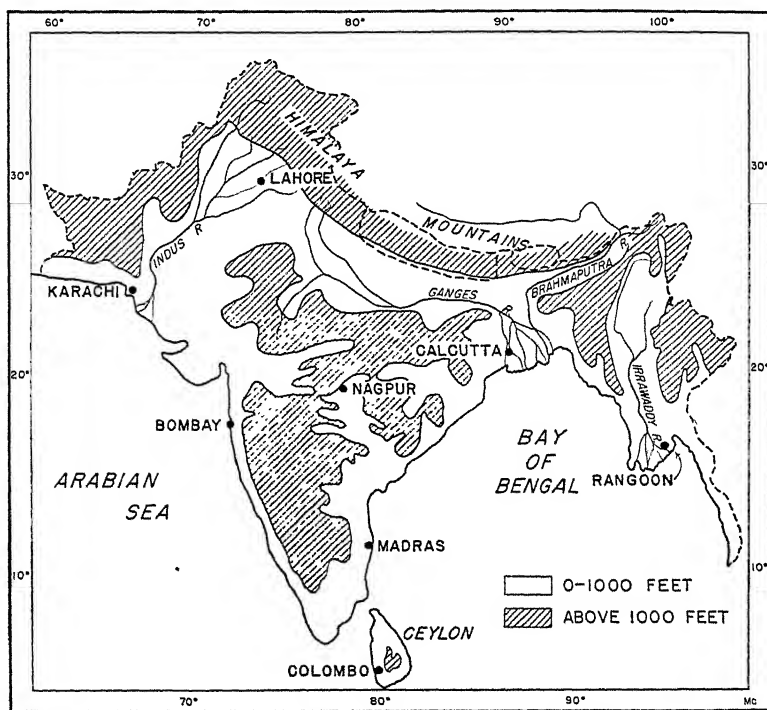 60°
70°
80°
90°
100°
30°
30°
20°
20°
10°
10°
70°
80°
90°
HIMALAYA
MOUNTAINS
LAHORE
INDUS R
KARACHI
GANGES
BRAHMAPUTRA R.
CALCUTTA
NAGPUR
BOMBAY
IRRAWADDY R.
RANGOON
BAY
OF
BENGAL
ARABIAN
SEA
MADRAS
CEYLON
COLOMBO
0-1000 FEET
ABOVE 1000 FEET
Mc